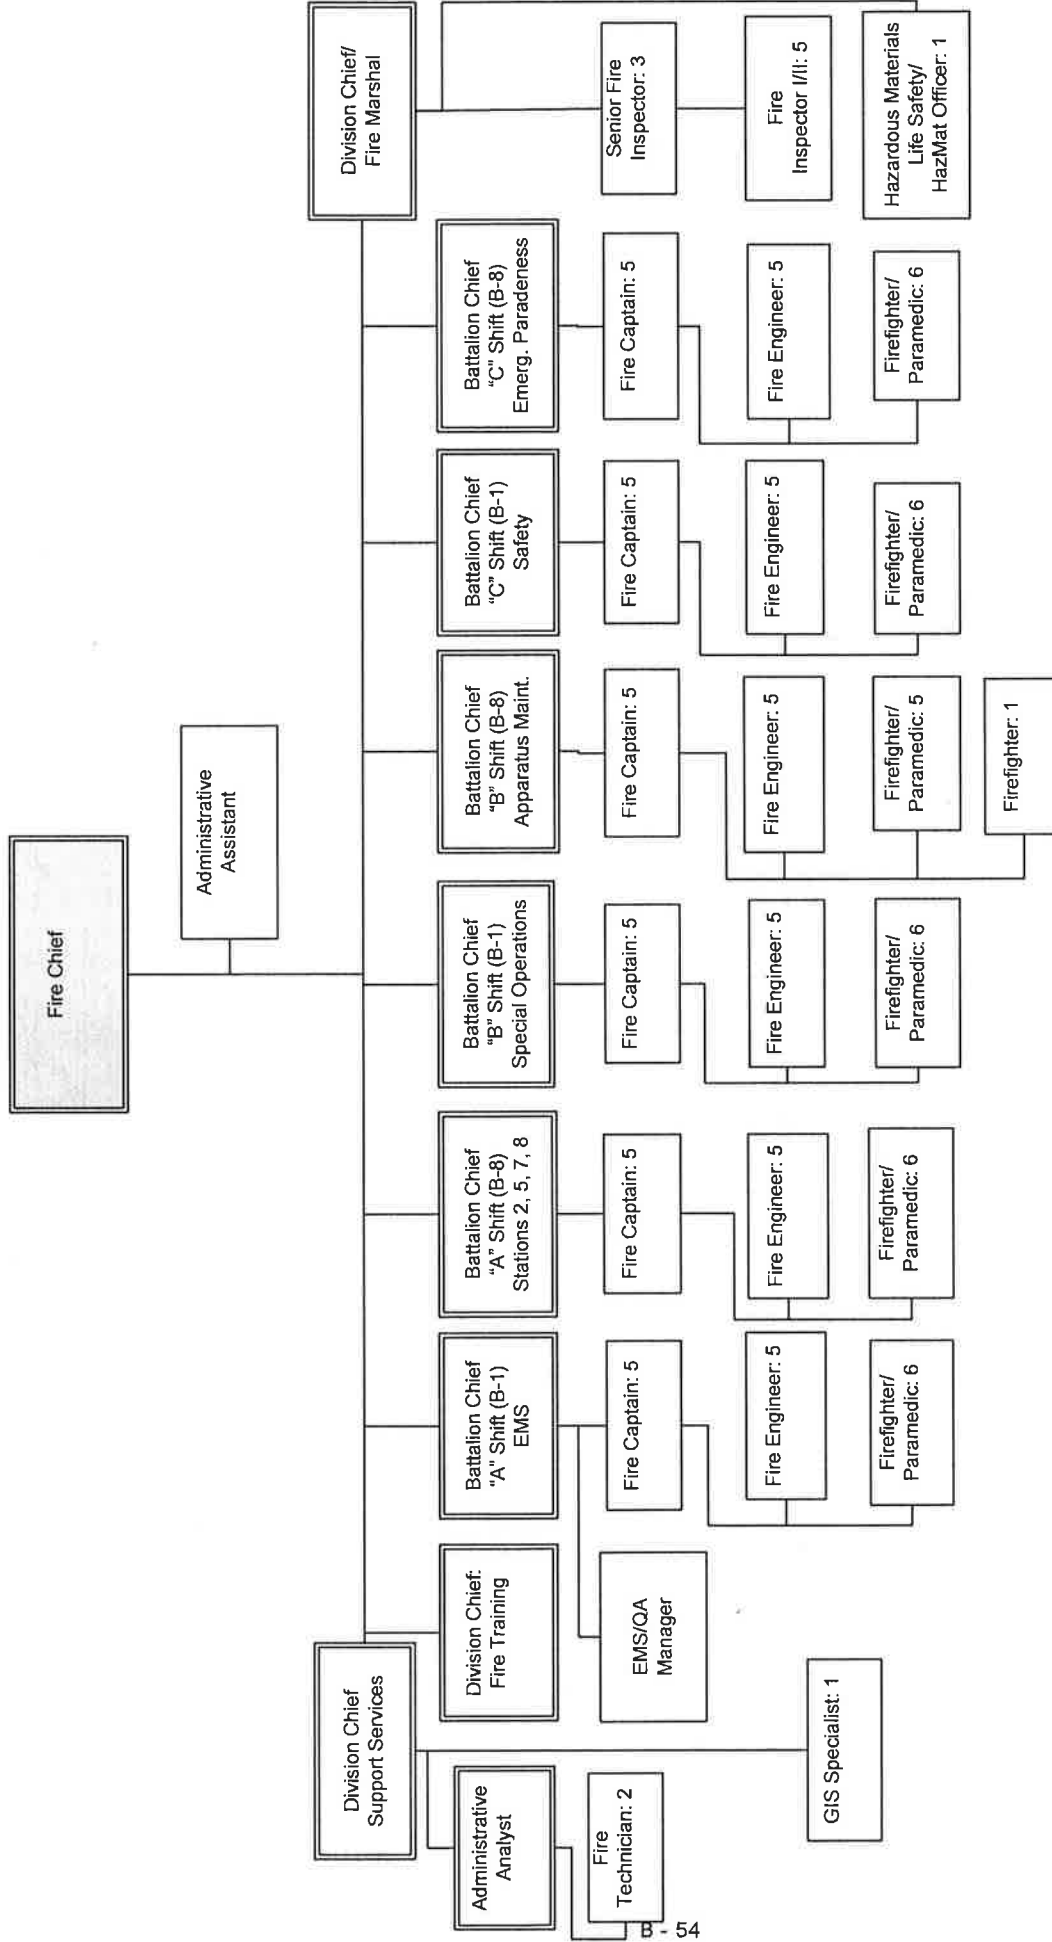 Fire Chief
Administrative
Assistant
Division Chief
Support Services
Division Chief/
Fire Marshal
Administrative
Analyst
Division Chief:
Fire Training
Battalion Chief
"A" Shift (B-1)
EMS
Battalion Chief
"A" Shift (B-8)
Stations 2, 5, 7, 8
Battalion Chief
"B" Shift (B-1)
Special Operations
Battalion Chief
"B" Shift (B-8)
Apparatus Maint.
Battalion Chief
"C" Shift (B-1)
Safety
Battalion Chief
"C" Shift (B-8)
Emerg. Paradeness
Fire
Technician: 2
EMS/QA
Manager
Fire Captain: 5
Fire Captain: 5
Fire Captain: 5
Fire Captain: 5
Fire Captain: 5
Fire Captain: 5
Senior Fire
Inspector: 3
GIS Specialist: 1
Fire Engineer: 5
Fire Engineer: 5
Fire Engineer: 5
Fire Engineer: 5
Fire Engineer: 5
Fire Engineer: 5
Fire
Inspector I/II: 5
Firefighter/
Paramedic: 6
Firefighter/
Paramedic: 6
Firefighter/
Paramedic: 6
Firefighter/
Paramedic: 5
Firefighter/
Paramedic: 6
Firefighter/
Paramedic: 6
Hazardous Materials
Life Safety/
HazMat Officer: 1
Firefighter: 1
B - 54